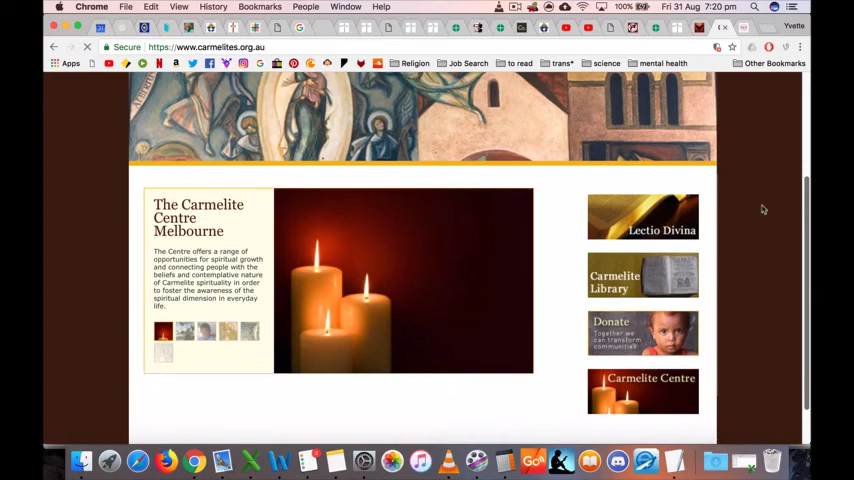 Chrome File Edit View History Bookmarks People Window Help
100% Fri 31 Aug 7:20 pm
Yvette
Secure https://www.carmelites.org.au
Apps
Religion
Job Search
to read
trans*
science
mental health
Other Bookmarks
The Carmelite
Centre
Melbourne
The Centre offers a range of
opportunities for spiritual growth
and connecting people with the
beliefs and contemplative nature
of Carmelite spirituality in order
to foster the awareness of the
spiritual dimension in everyday
life.
Lectio Divina
Carmelite
Library
Donate
Together we
can transform
communities
Carmelite Centre
Go